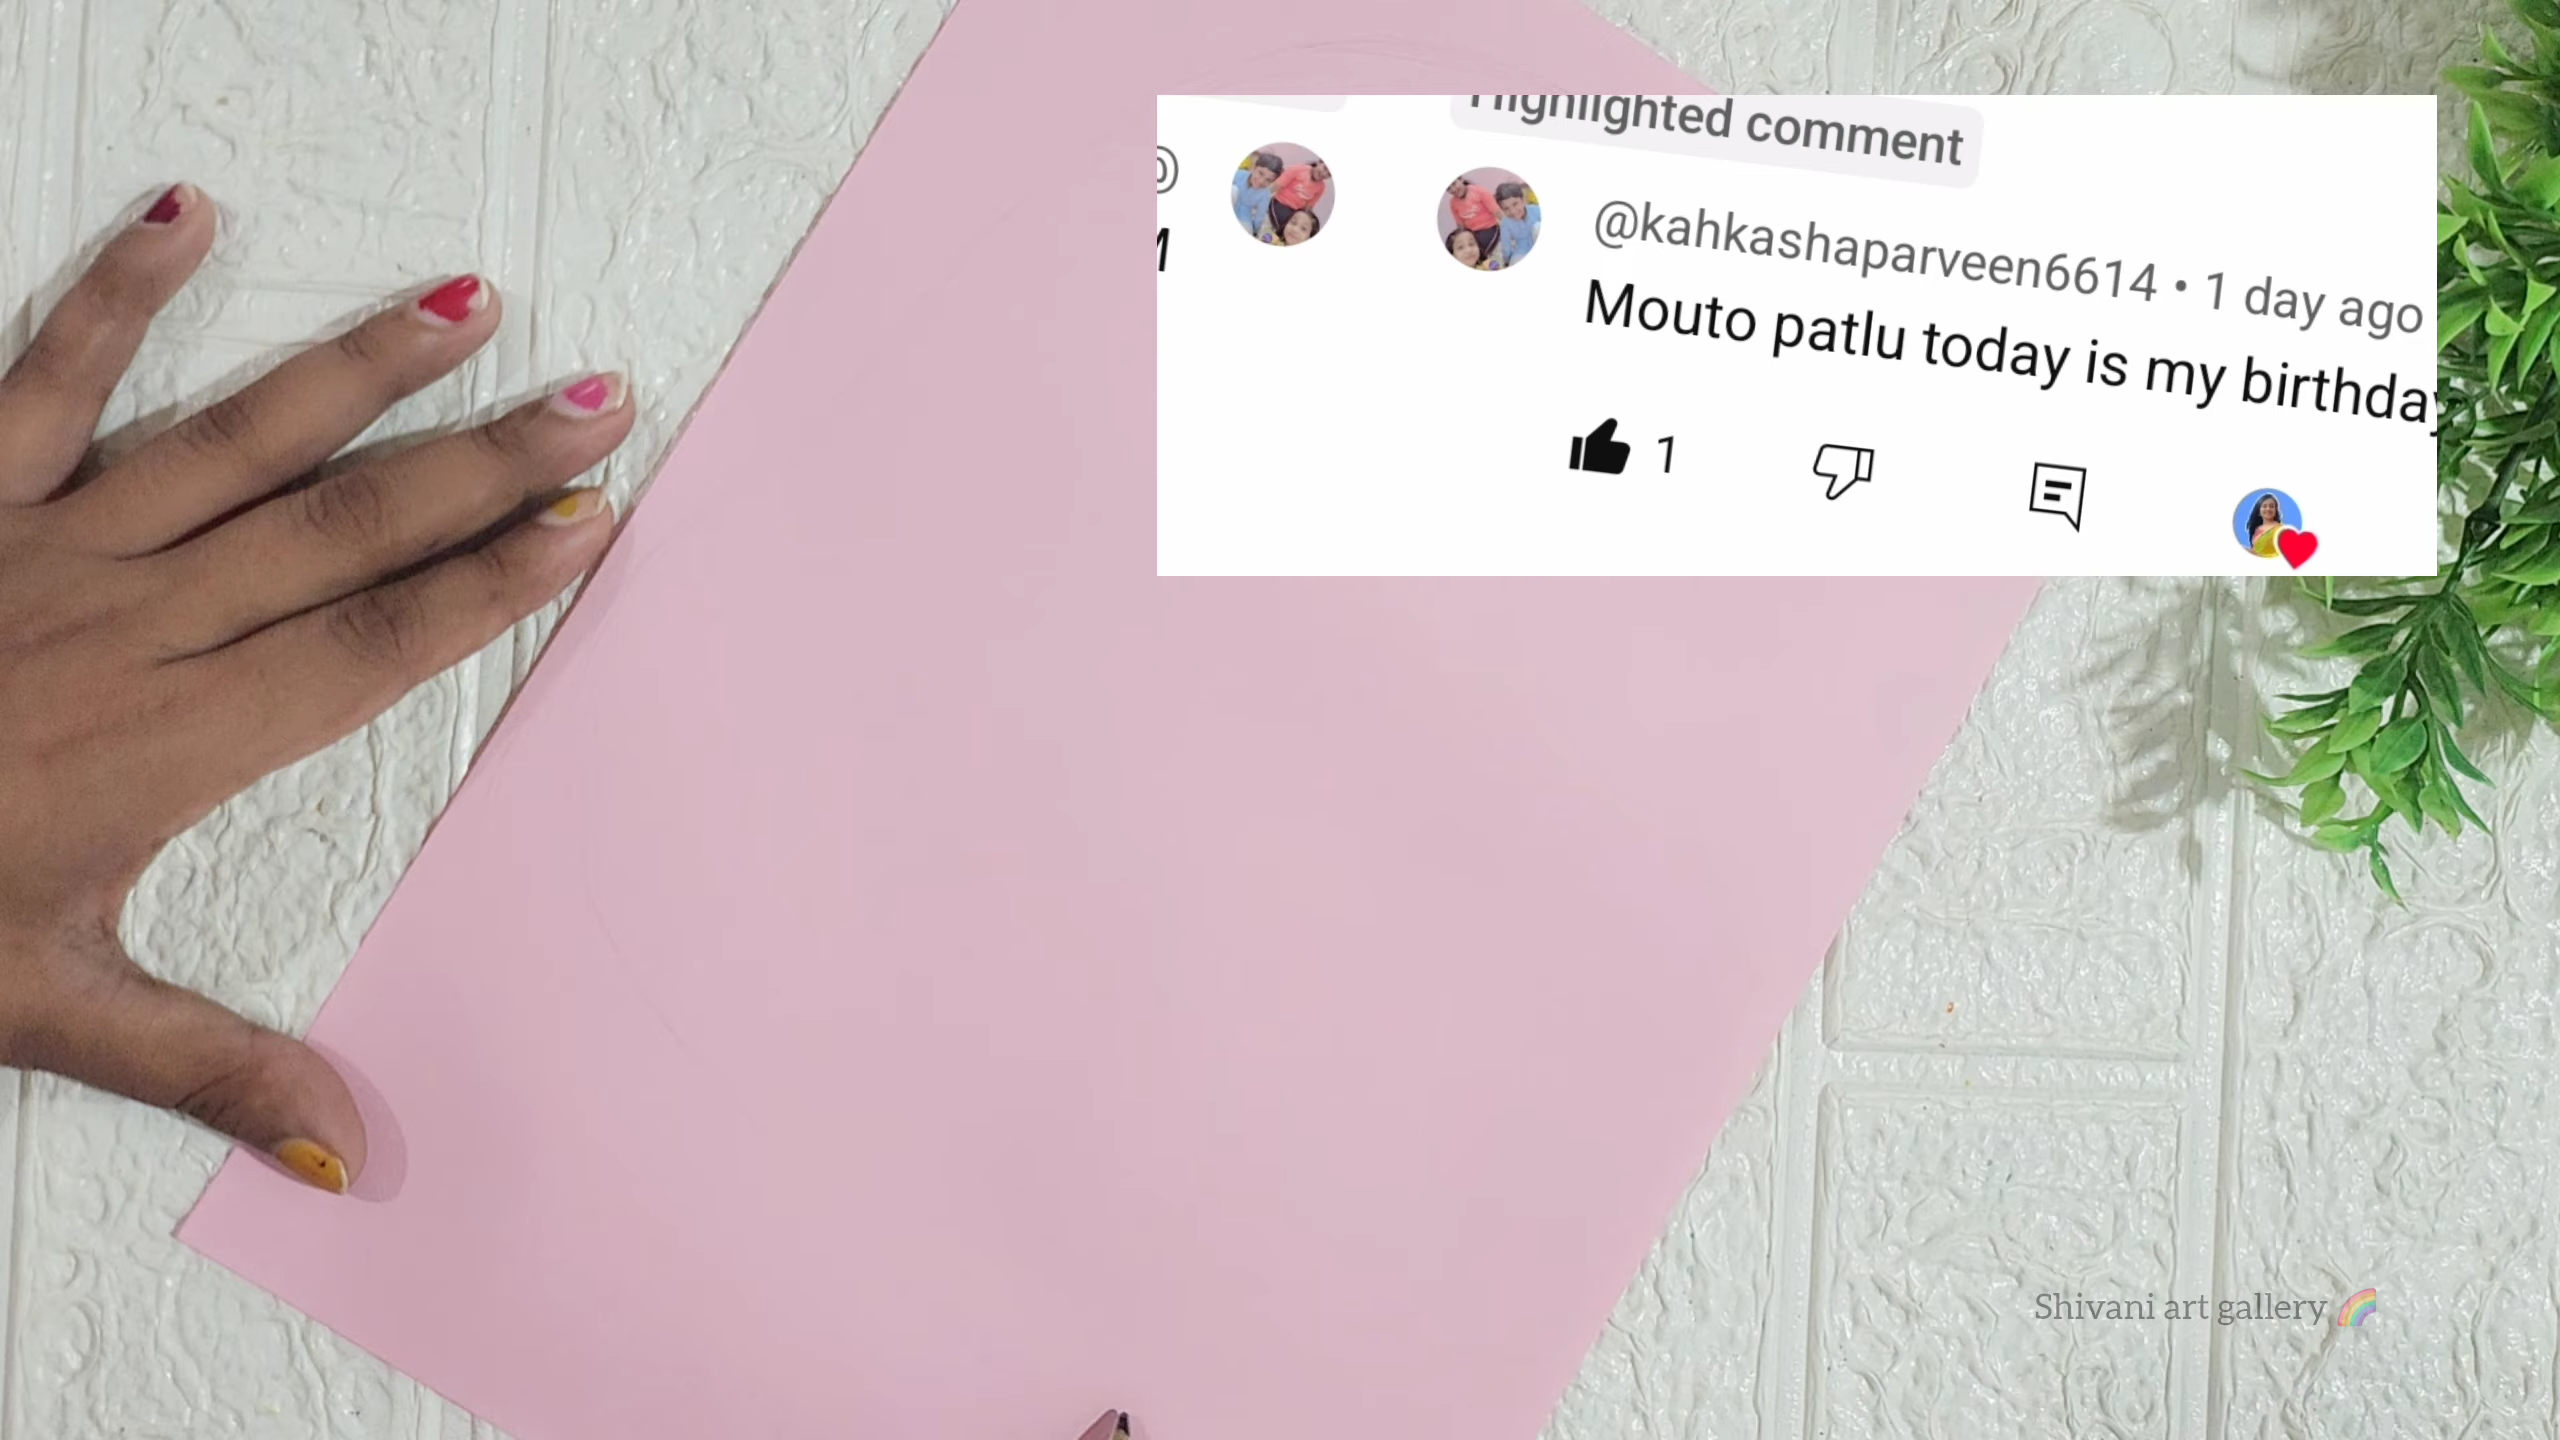 Highlighted comment
@kahkashaparveen6614 • 1 day ago
Mouto patlu today is my birthday
1
Shivani art gallery 🌈